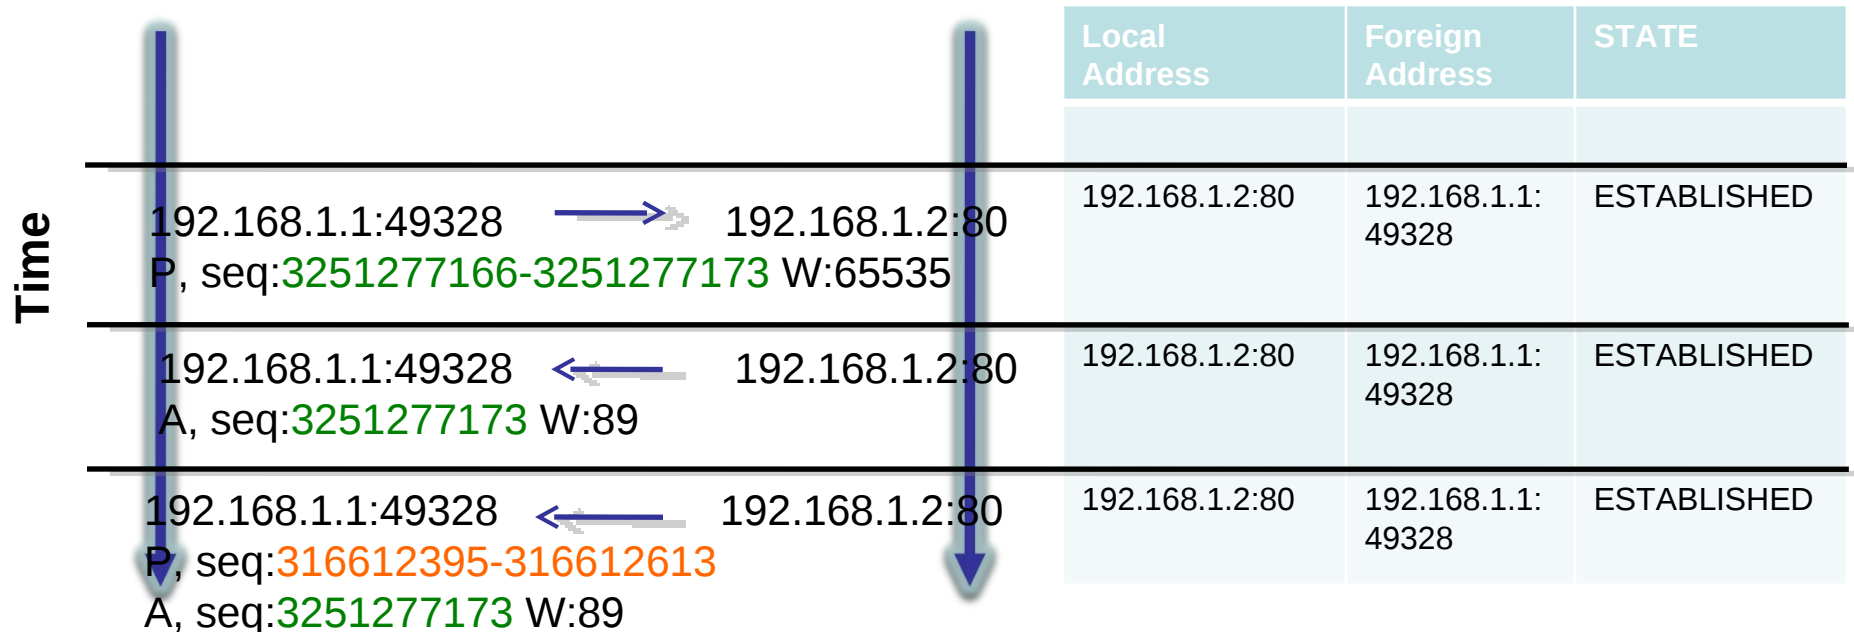 Local
Address
Foreign
Address
STATE
Time
192.168.1.1:49328 192.168.1.2:80
P, seq:3251277166-3251277173 W:65535
192.168.1.2:80
192.168.1.1:
49328
ESTABLISHED
192.168.1.1:49328 192.168.1.2:80
A, seq:3251277173 W:89
192.168.1.2:80
192.168.1.1:
49328
ESTABLISHED
192.168.1.1:49328 192.168.1.2:80
P, seq:316612395-316612613
A, seq:3251277173 W:89
192.168.1.2:80
192.168.1.1:
49328
ESTABLISHED